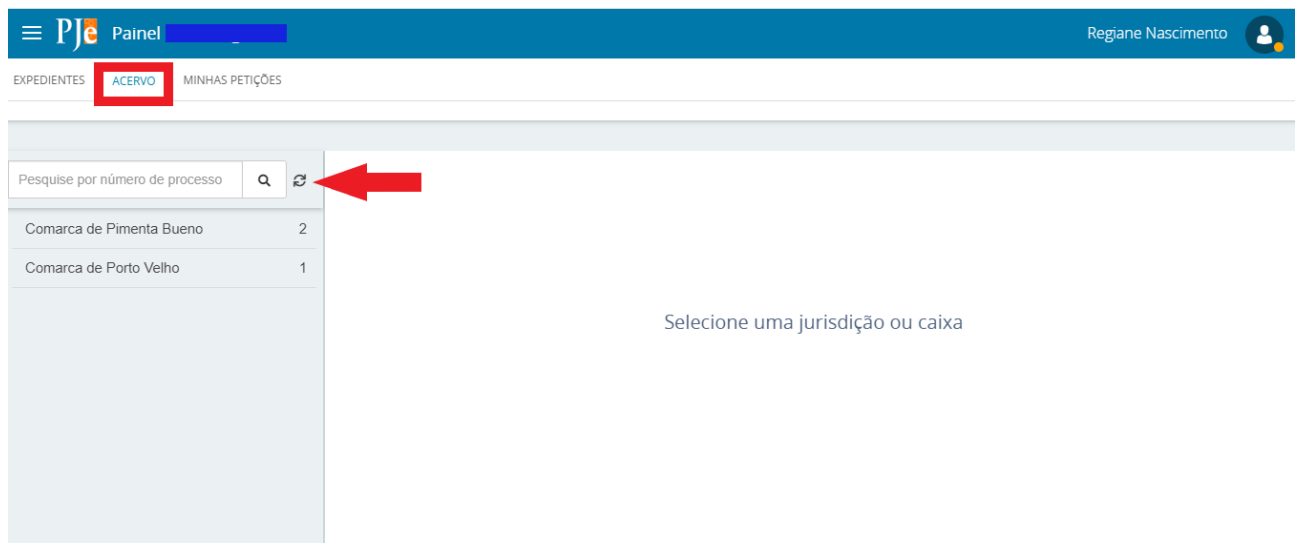 PJe Painel
Regiane Nascimento
EXPEDIENTES ACERVO MINHAS PETIÇÕES
Pesquise por número de processo
Comarca de Pimenta Bueno 2
Comarca de Porto Velho 1
Selecione uma jurisdição ou caixa